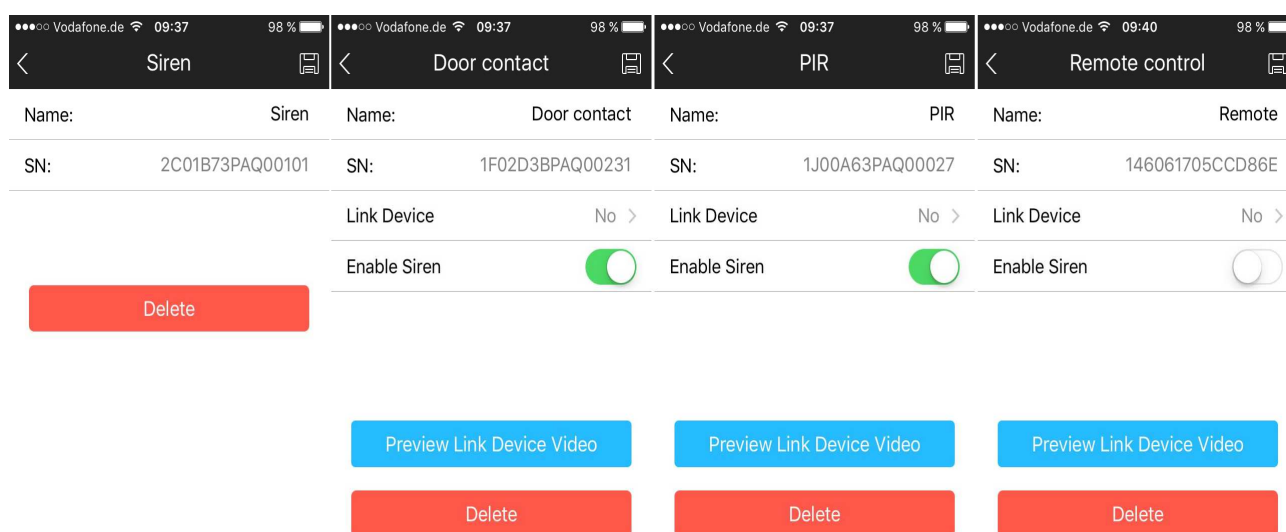 Vodafone.de 09:37 98 %
Siren
Name: Siren
SN: 2C01B73PAQ00101
Delete
Vodafone.de 09:37 98 %
Door contact
Name: Door contact
SN: 1F02D3BPAQ00231
Link Device No
Enable Siren
Preview Link Device Video
Delete
Vodafone.de 09:37 98 %
PIR
Name: PIR
SN: 1J00A63PAQ00027
Link Device No
Enable Siren
Preview Link Device Video
Delete
Vodafone.de 09:40 98 %
Remote control
Name: Remote
SN: 146061705CCD86E
Link Device No
Enable Siren
Preview Link Device Video
Delete